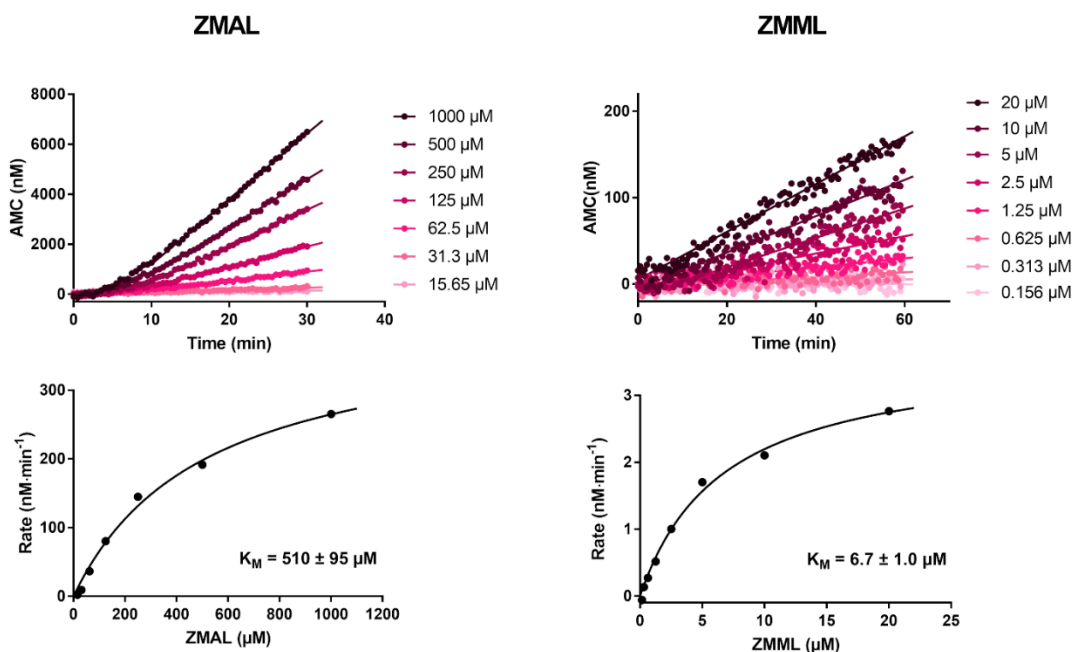 ZMAL
ZMML
8000
6000
4000
2000
0
AMC (nM)
0
10
20
30
40
Time (min)
1000 µM
500 µM
250 µM
125 µM
62.5 µM
31.3 µM
15.65 µM
200
100
0
AMC(nM)
0
20
40
60
Time (min)
20 µM
10 µM
5 µM
2.5 µM
1.25 µM
0.625 µM
0.313 µM
0.156 µM
300
200
100
0
Rate (nM·min⁻¹)
K_M = 510 ± 95 µM
0
200
400
600
800
1000
1200
ZMAL (µM)
3
2
1
0
Rate (nM·min⁻¹)
K_M = 6.7 ± 1.0 µM
0
5
10
15
20
25
ZMML (µM)